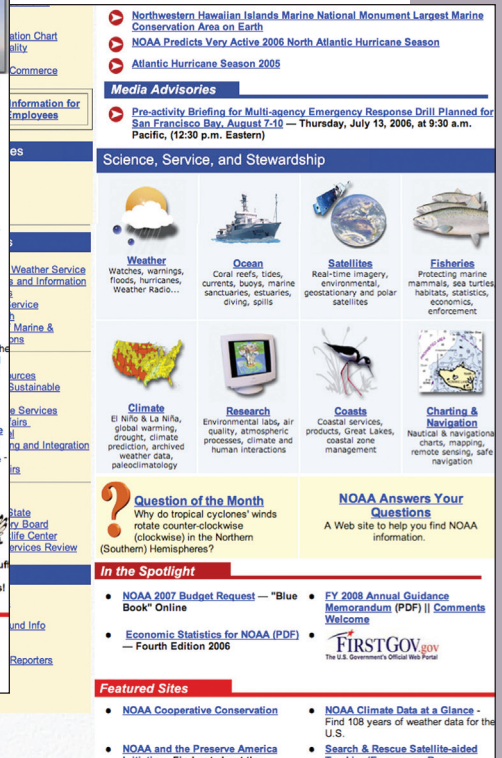 ation Chart
ality
Commerce
Information for
Employees
es
s
Weather Service
s and Information
s
Service
h
Marine &
ons
he
urces
Sustainable
e Services
fairs
el
ng and Integration
irs
State
ry Board
life Center
ervices Review
uff
s!
und Info
Reporters
Northwestern Hawaiian Islands Marine National Monument Largest Marine
Conservation Area on Earth
NOAA Predicts Very Active 2006 North Atlantic Hurricane Season
Atlantic Hurricane Season 2005
Media Advisories
Pre-activity Briefing for Multi-agency Emergency Response Drill Planned for
San Francisco Bay, August 7-10 — Thursday, July 13, 2006, at 9:30 a.m.
Pacific, (12:30 p.m. Eastern)
Science, Service, and Stewardship
Weather
Watches, warnings,
floods, hurricanes,
Weather Radio...
Ocean
Coral reefs, tides,
currents, buoys, marine
sanctuaries, estuaries,
diving, spills
Satellites
Real-time imagery,
environmental,
geostationary and polar
satellites
Fisheries
Protecting marine
mammals, sea turtles,
habitats, statistics,
economics,
enforcement
Climate
El Niño & La Niña,
global warming,
drought, climate
prediction, archived
weather data,
paleoclimatology
Research
Environmental labs, air
quality, atmospheric
processes, climate and
human interactions
Coasts
Coastal services,
products, Great Lakes,
coastal zone
management
Charting &
Navigation
Nautical & navigationa
charts, mapping,
remote sensing, safe
navigation
Question of the Month
Why do tropical cyclones' winds
rotate counter-clockwise
(clockwise) in the Northern
(Southern) Hemispheres?
NOAA Answers Your
Questions
A Web site to help you find NOAA
information.
In the Spotlight
NOAA 2007 Budget Request — "Blue
Book" Online
Economic Statistics for NOAA (PDF)
— Fourth Edition 2006
FY 2008 Annual Guidance
Memorandum (PDF) || Comments
Welcome
FIRSTGOV.gov
The U.S. Government's Official Web Portal
Featured Sites
NOAA Cooperative Conservation
NOAA and the Preserve America
NOAA Climate Data at a Glance -
Find 108 years of weather data for the
U.S.
Search & Rescue Satellite-aided